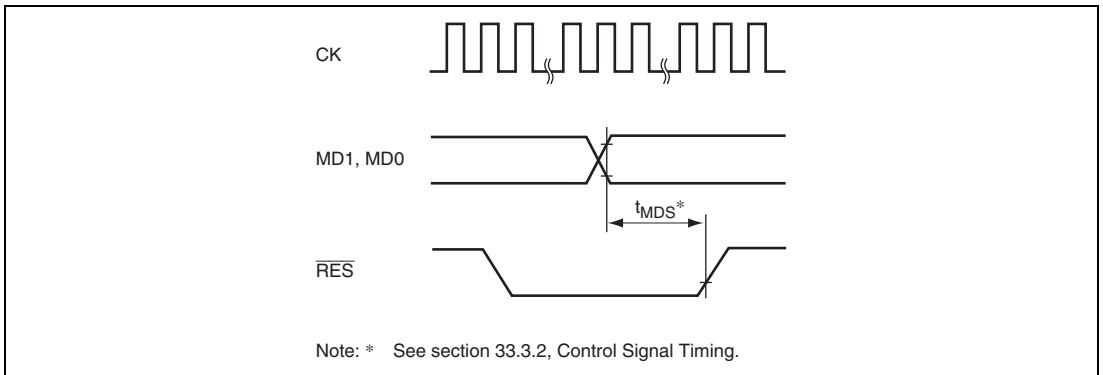 CK
MD1, MD0
tMDS*
RES
Note: * See section 33.3.2, Control Signal Timing.